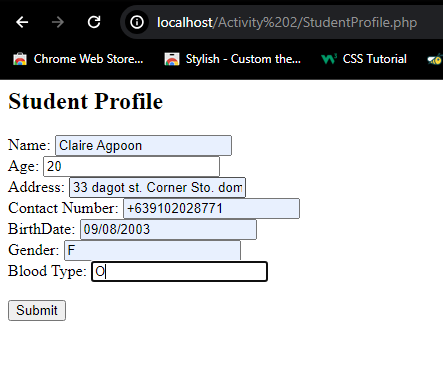 localhost/Activity%202/StudentProfile.php
Chrome Web Store... Stylish - Custom the... CSS Tutorial
Student Profile
Name: Claire Agpoon
Age: 20
Address: 33 dagot st. Corner Sto. dom
Contact Number: +639102028771
BirthDate: 09/08/2003
Gender: F
Blood Type: O
Submit